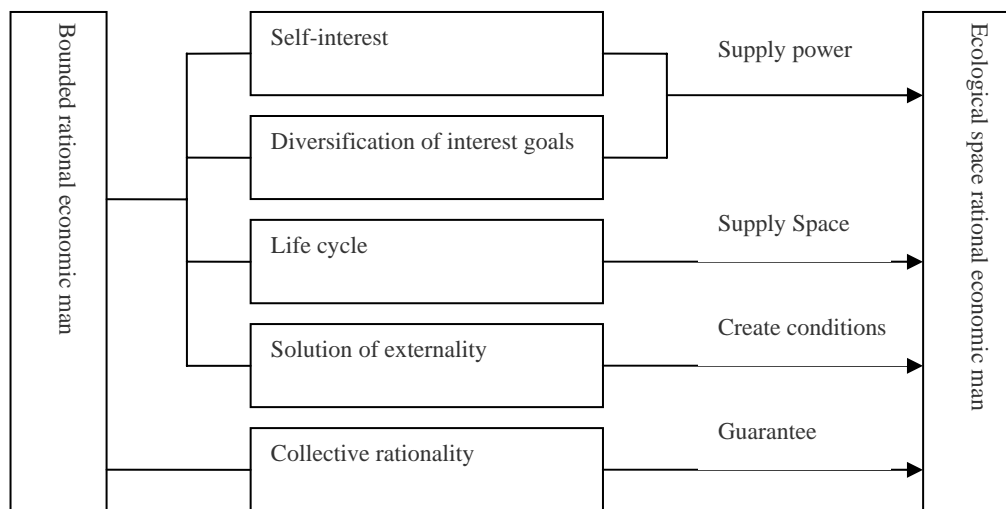 Bounded rational economic man
Self-interest
Supply power
Diversification of interest goals
Life cycle
Supply Space
Solution of externality
Create conditions
Collective rationality
Guarantee
Ecological space rational economic man